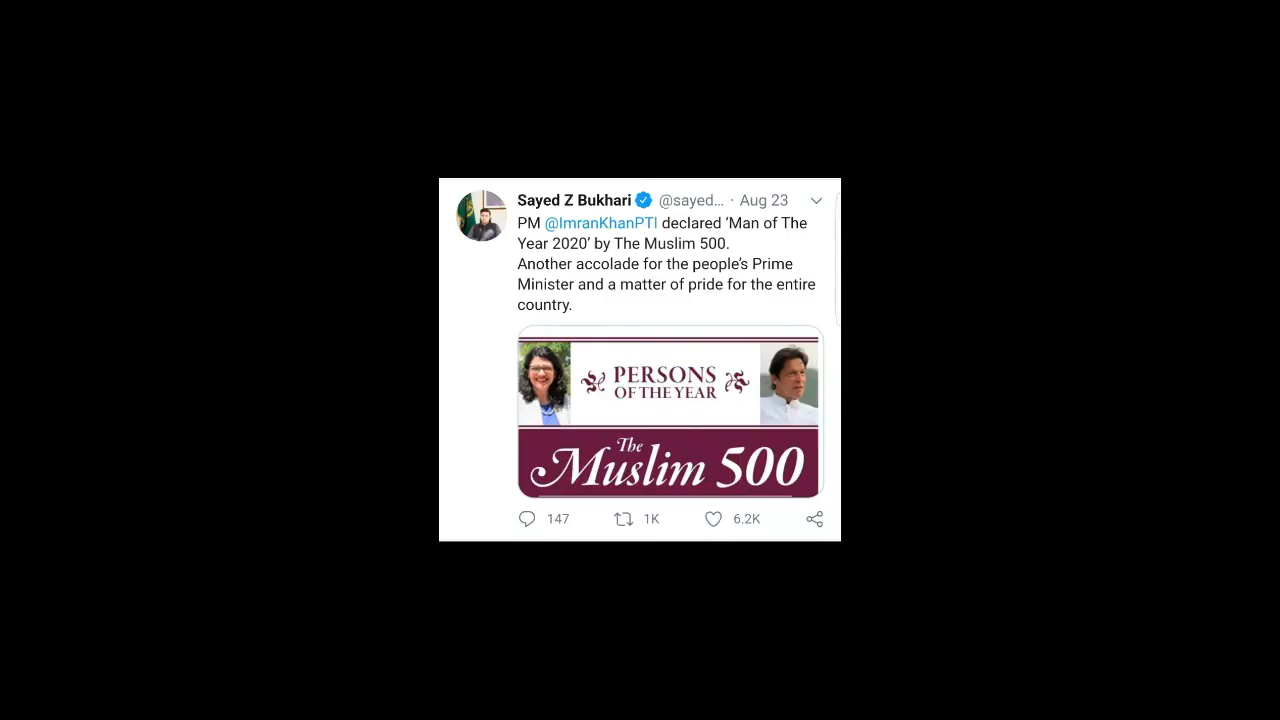 Sayed Z Bukhari @sayed... · Aug 23
PM @ImranKhanPTI declared ‘Man of The
Year 2020’ by The Muslim 500.
Another accolade for the people’s Prime
Minister and a matter of pride for the entire
country.
PERSONS
OF THE YEAR
The
Muslim 500
147 1K 6.2K